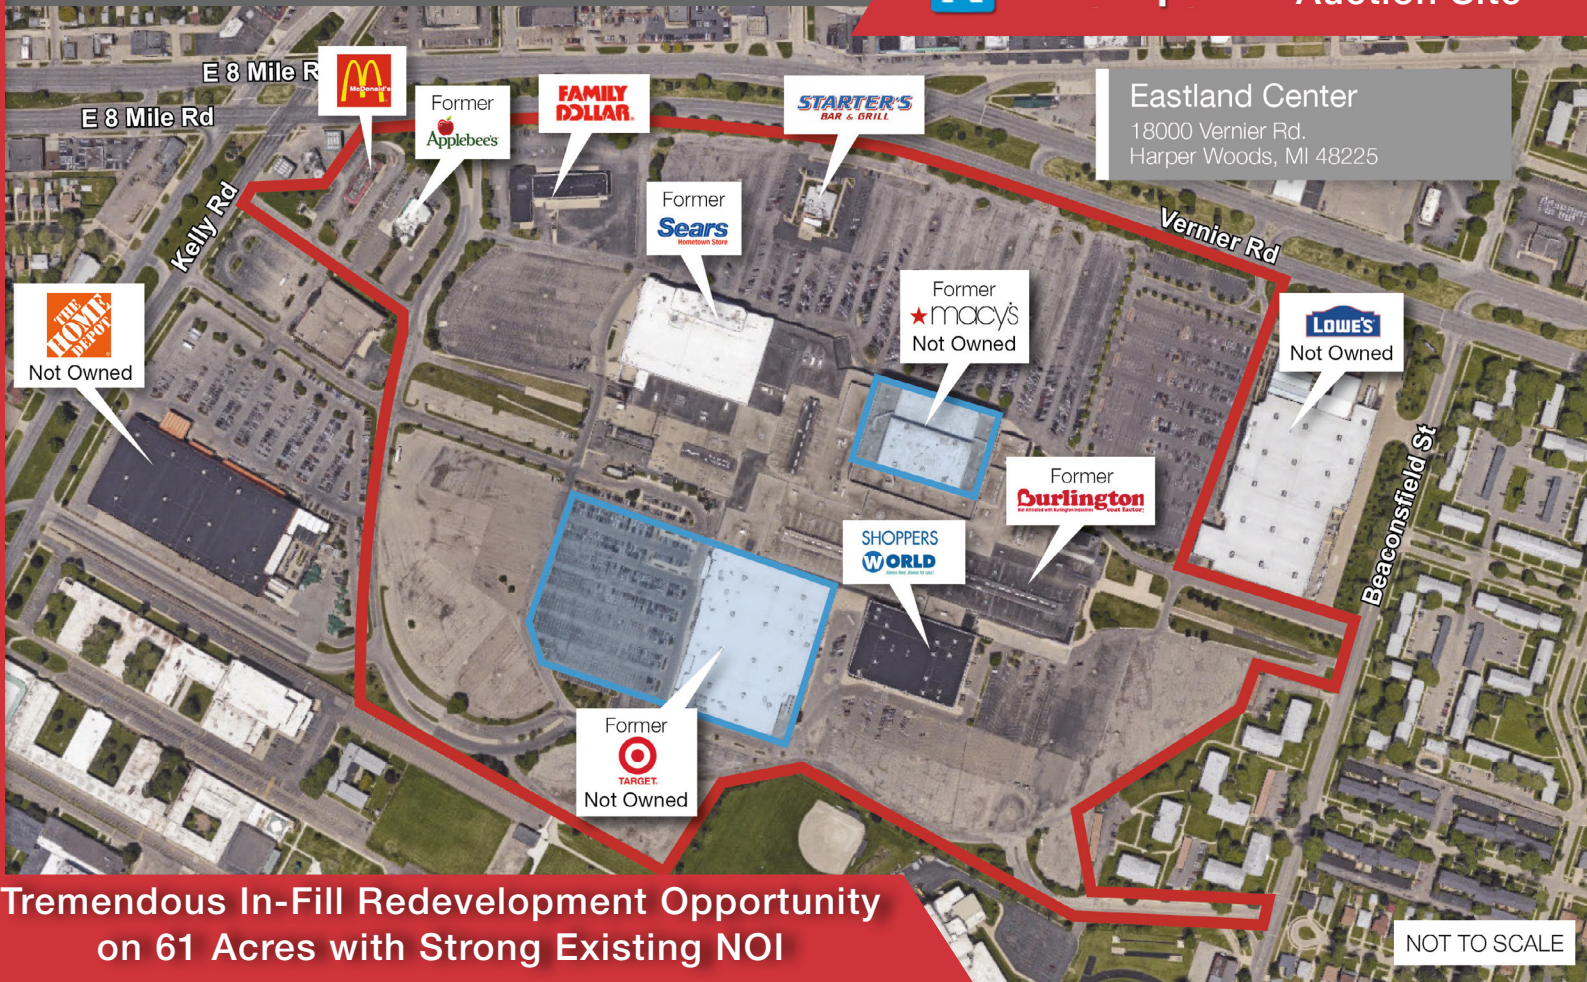 Auction Site
E 8 Mile R
E 8 Mile Rd
McDonald's
Former
Applebee's
FAMILY
DOLLAR.
STARTER'S
BAR & GRILL
Eastland Center
18000 Vernier Rd.
Harper Woods, MI 48225
Kelly Rd
Former
Sears
Hometown Store
Vernier Rd
THE
HOME
DEPOT
Not Owned
Former
macy's
Not Owned
LOWE'S
Not Owned
Beaconsfield St
Former
Burlington
coat factory
SHOPPERS
WORLD
Former
TARGET.
Not Owned
Tremendous In-Fill Redevelopment Opportunity
on 61 Acres with Strong Existing NOI
NOT TO SCALE